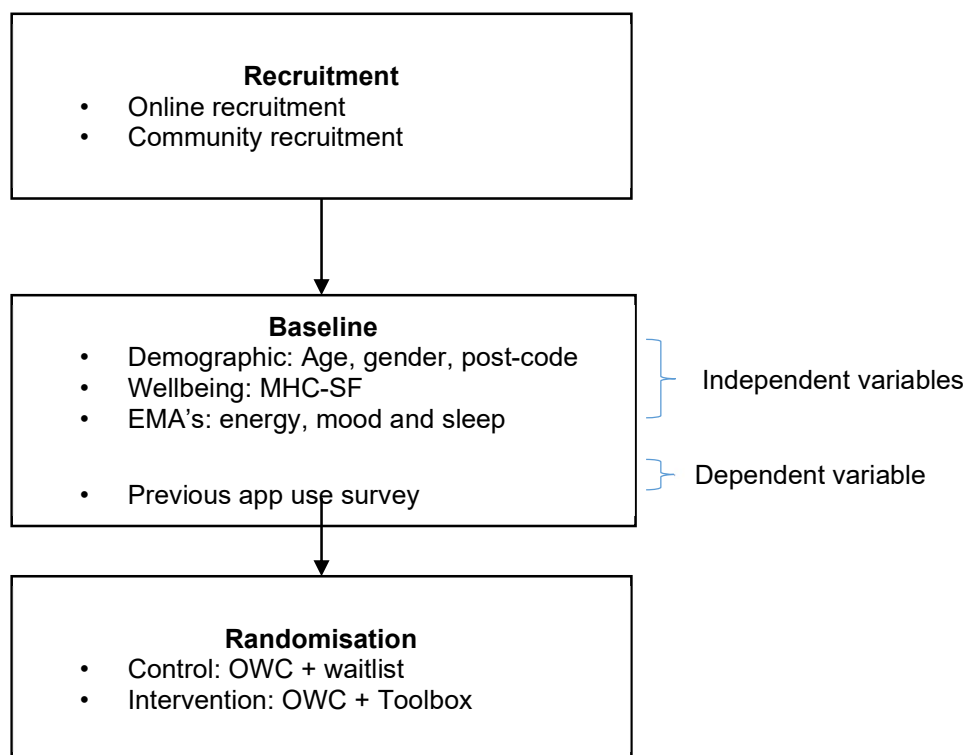 Recruitment
• Online recruitment
• Community recruitment
Baseline
• Demographic: Age, gender, post-code
• Wellbeing: MHC-SF
• EMA’s: energy, mood and sleep
Independent variables
• Previous app use survey
Dependent variable
Randomisation
• Control: OWC + waitlist
• Intervention: OWC + Toolbox